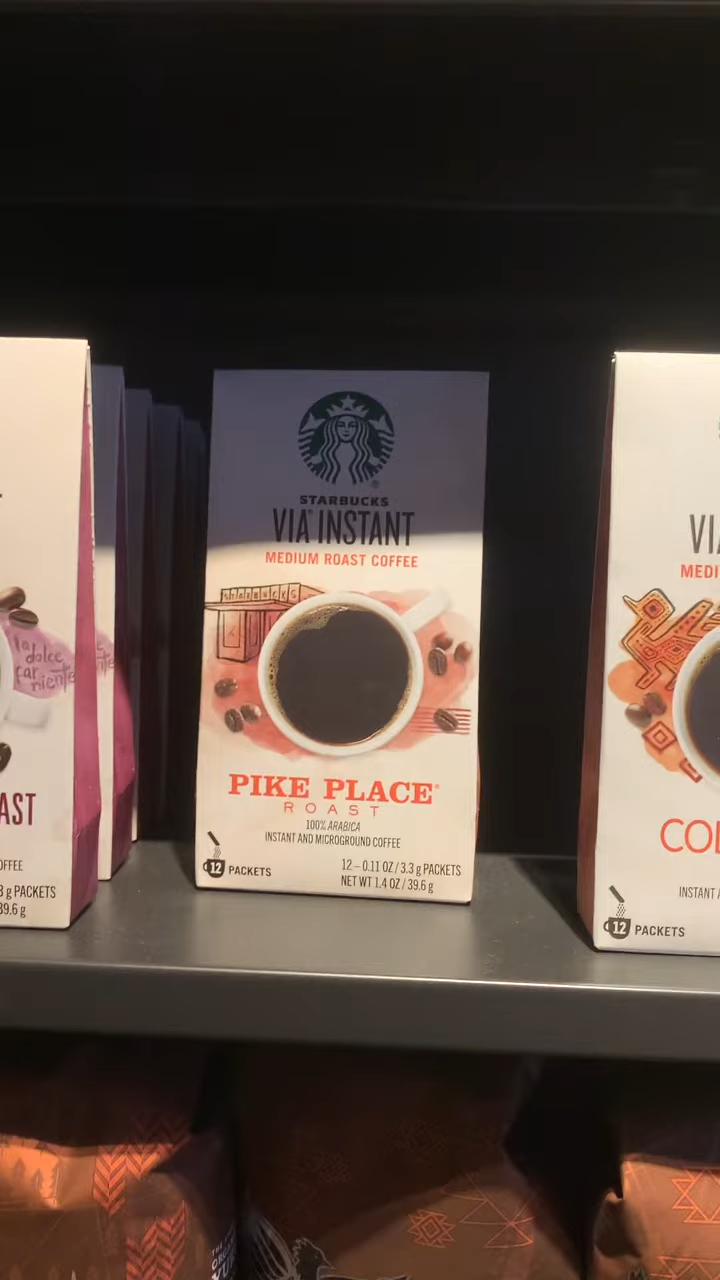 la
dolce
far
niente
AST
OFFEE
3 g PACKETS
39.6 g
STARBUCKS
VIA INSTANT
MEDIUM ROAST COFFEE
STARBUCKS
PIKE PLACE®
ROAST
100% ARABICA
INSTANT AND MICROGROUND COFFEE
12 PACKETS
12 – 0.11 OZ / 3.3 g PACKETS
NET WT 1.4 OZ / 39.6 g
VI
MEDI
COL
INSTANT A
12 PACKETS